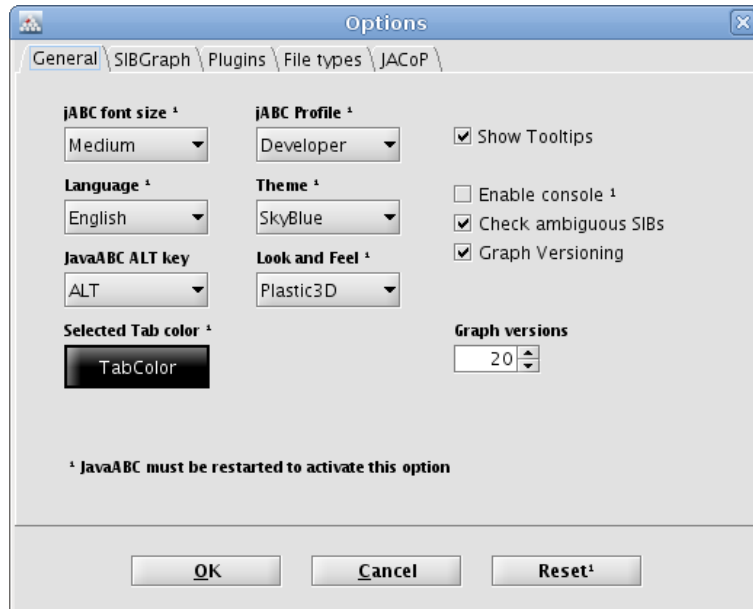 Options
General SIBGraph Plugins File types JACoP
jABC font size ¹ jABC Profile ¹
Medium Developer Show Tooltips
Language ¹ Theme ¹ Enable console ¹
English SkyBlue Check ambiguous SIBs
JavaABC ALT key Look and Feel ¹ Graph Versioning
ALT Plastic3D
Selected Tab color ¹ Graph versions
TabColor 20
¹ JavaABC must be restarted to activate this option
OK Cancel Reset¹